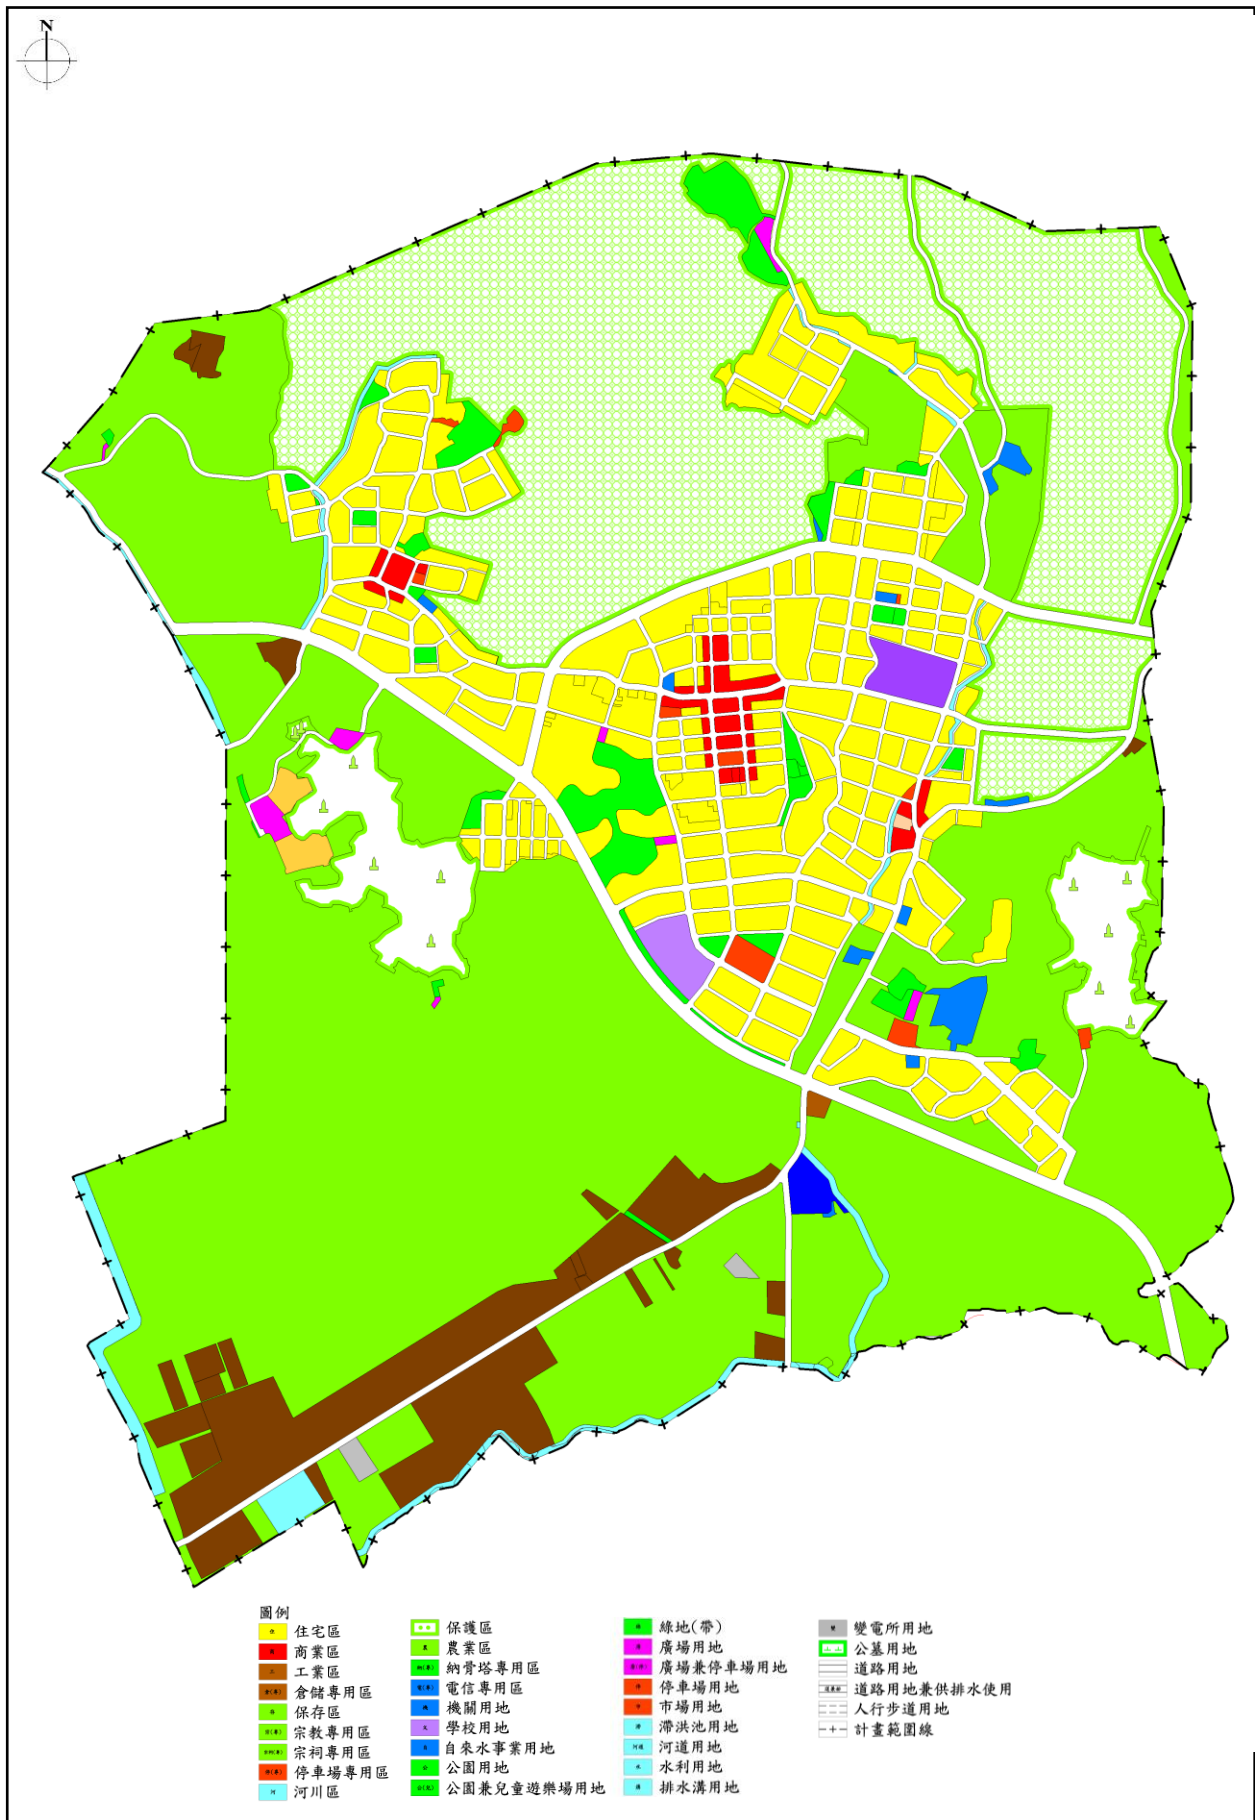 N
圖例
住宅區
商業區
工業區
倉儲專用區
保存區
宗教專用區
宗祠專用區
停車場專用區
河川區
保護區
農業區
納骨塔專用區
電信專用區
機關用地
學校用地
自來水事業用地
公園用地
公園兼兒童遊樂場用地
綠地(帶)
廣場用地
廣場兼停車場用地
停車場用地
市場用地
滯洪池用地
河道用地
水利用地
排水溝用地
變電所用地
公墓用地
道路用地
道路用地兼供排水使用
人行步道用地
計畫範圍線